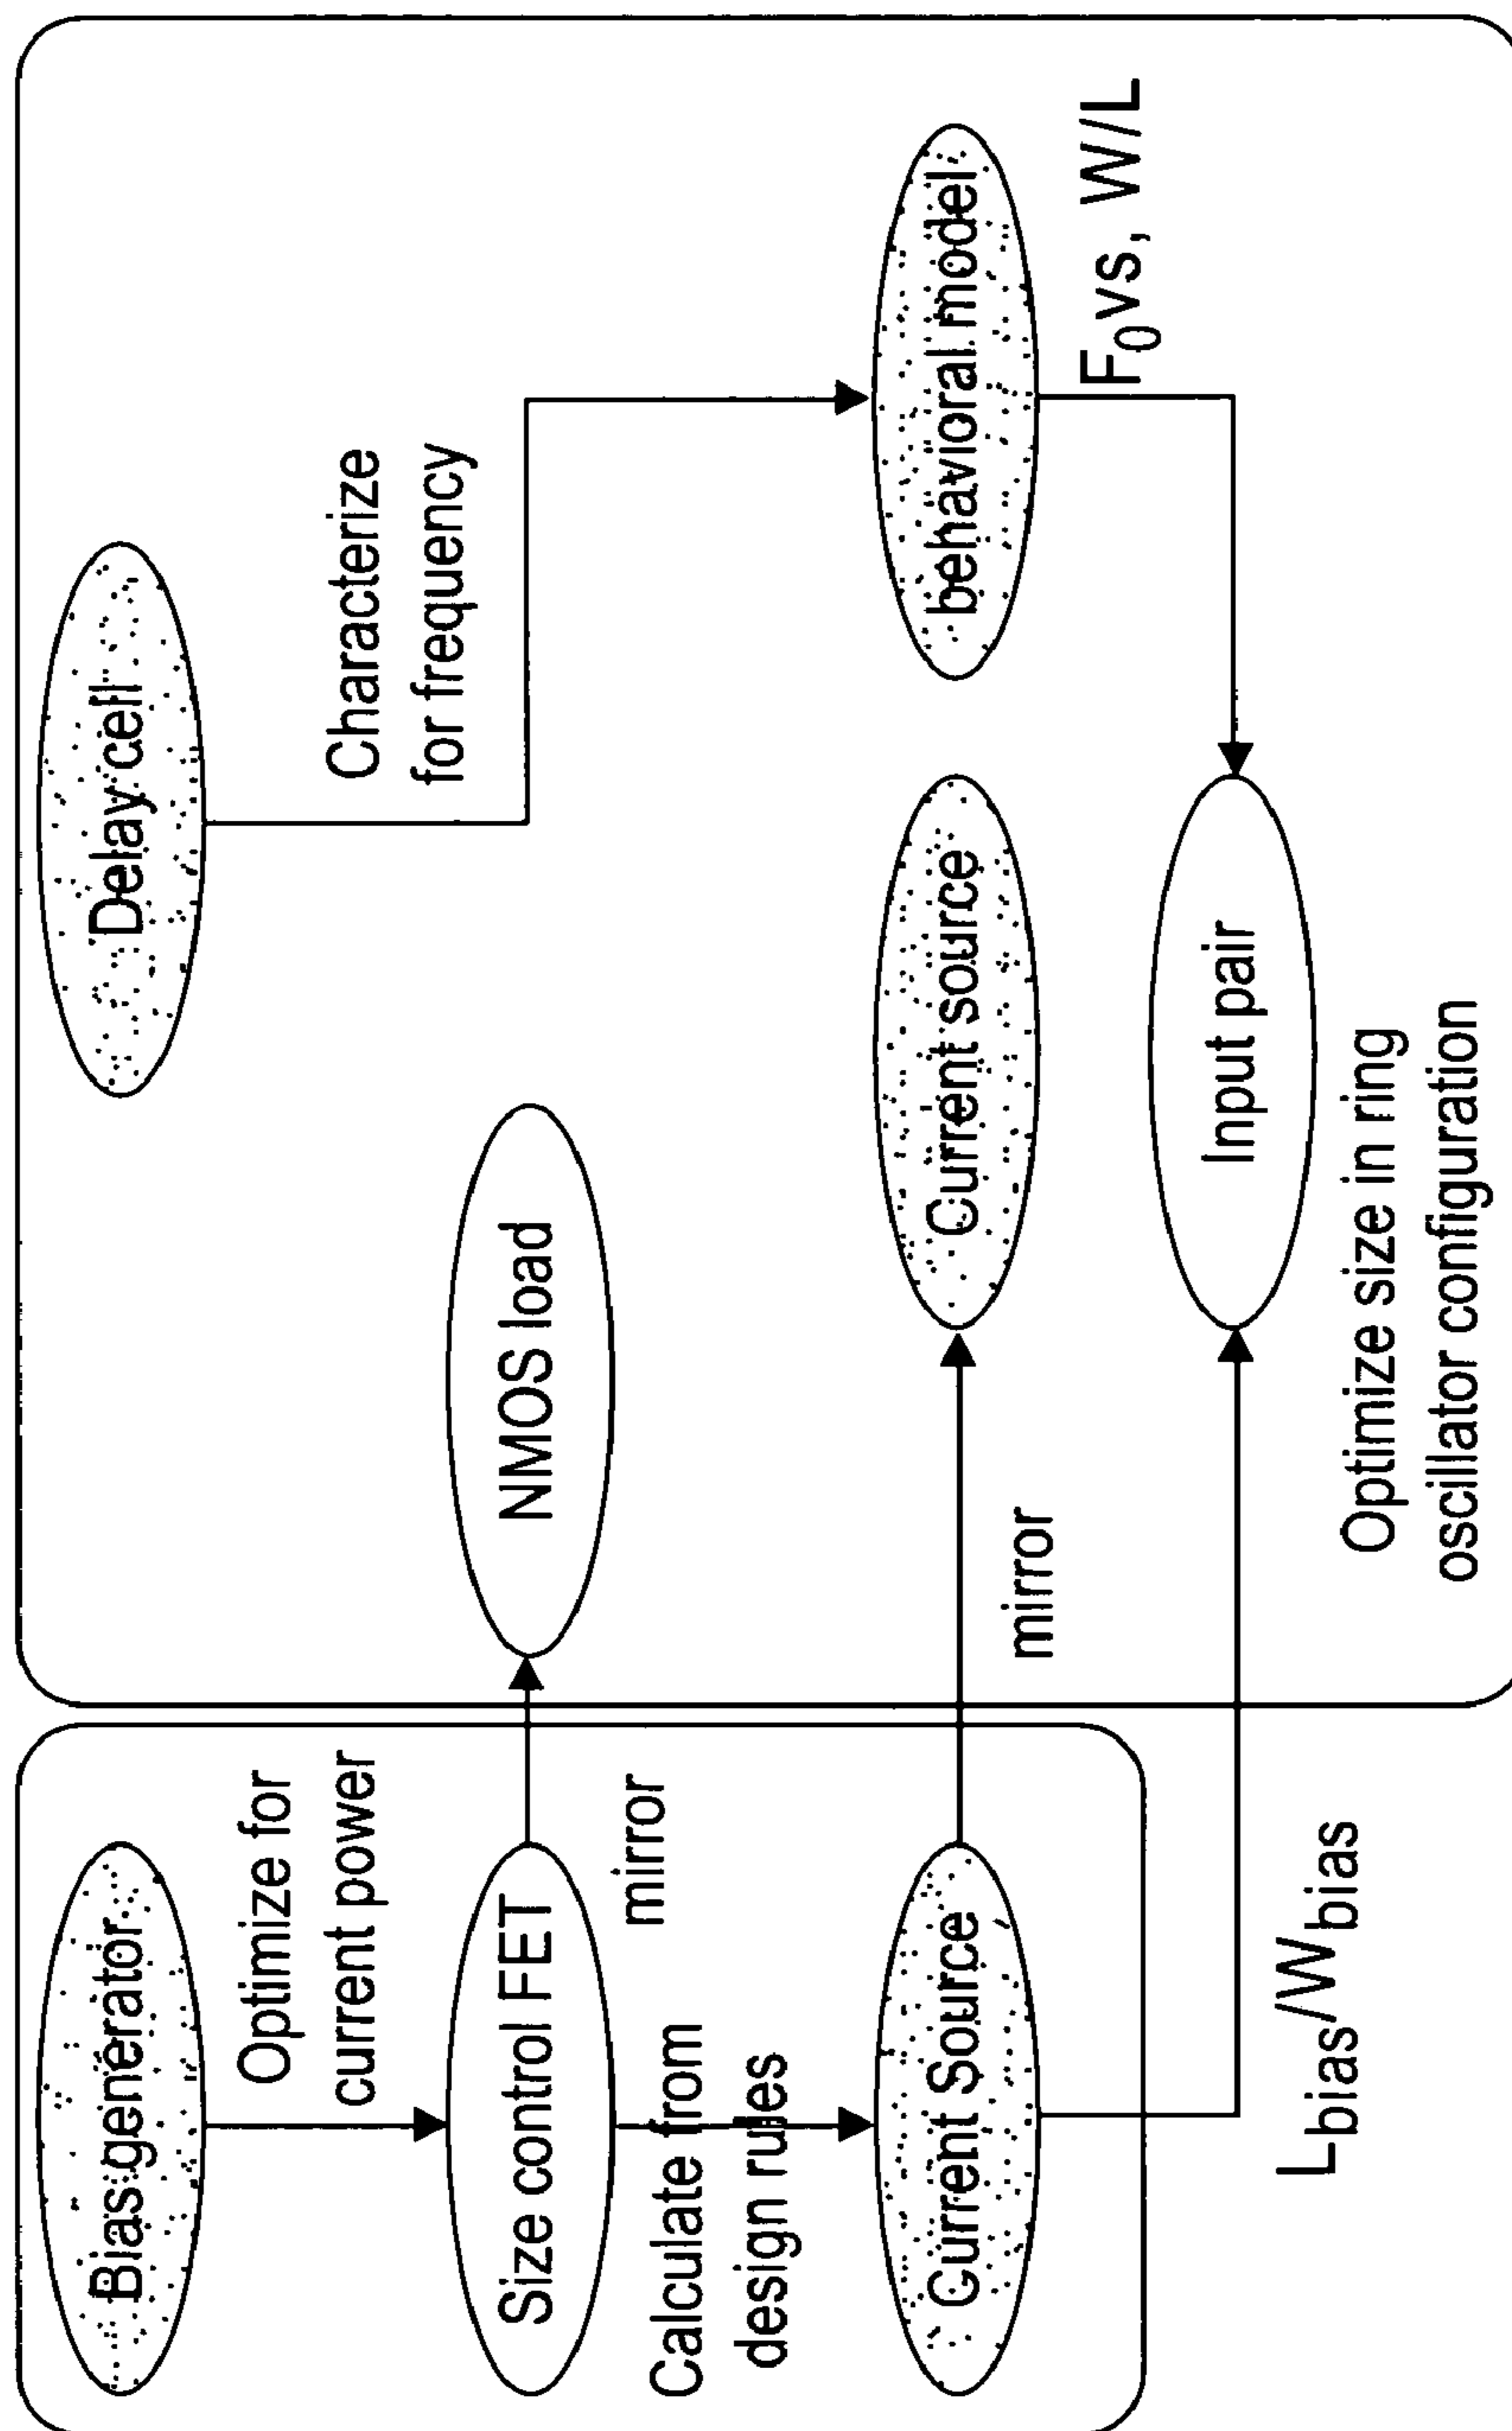 Bias generator
Optimize for
current power
Size control FET
mirror
Calculate from
design rules
Current Source
Lbias/Wbias
Delay cell
Characterize
for frequency
NMOS load
mirror
Current source
behavioral model
F0 vs, W/L
Input pair
Optimize size in ring
oscillator configuration